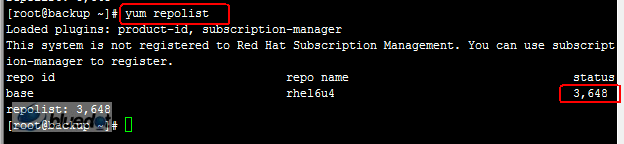 [root@backup ~]# yum repolist
Loaded plugins: product-id, subscription-manager
This system is not registered to Red Hat Subscription Management. You can use subscript
ion-manager to register.
repo id repo name status
base rhel6u4 3,648
repolist: 3,648
[root@backup ~]#